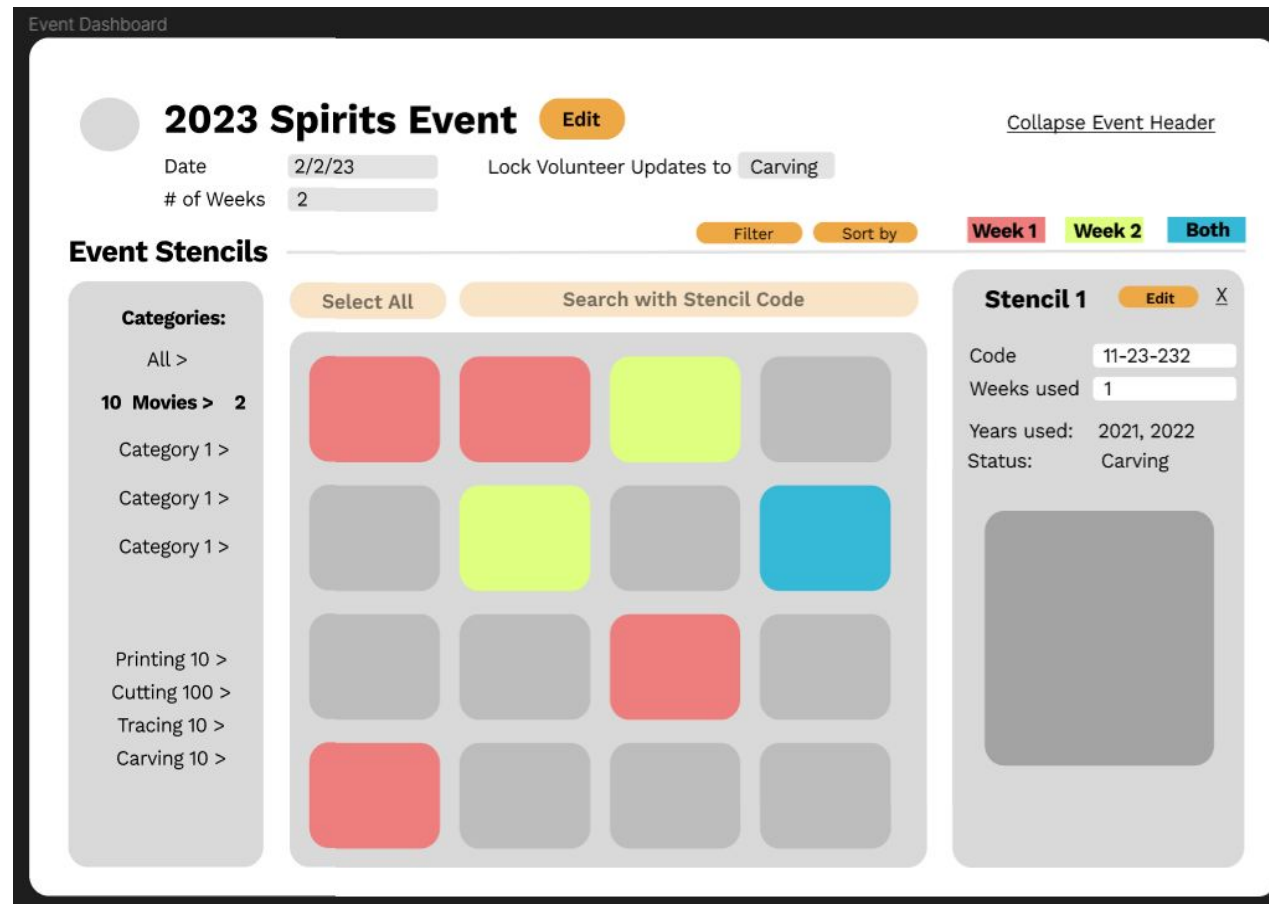 Event Dashboard
2023 Spirits Event Edit
Collapse Event Header
Date 2/2/23 Lock Volunteer Updates to Carving
# of Weeks 2
Filter Sort by Week 1 Week 2 Both
Event Stencils
Categories:
All >
10 Movies > 2
Category 1 >
Category 1 >
Category 1 >
Printing 10 >
Cutting 100 >
Tracing 10 >
Carving 10 >
Select All Search with Stencil Code
Stencil 1 Edit X
Code 11-23-232
Weeks used 1
Years used: 2021, 2022
Status: Carving